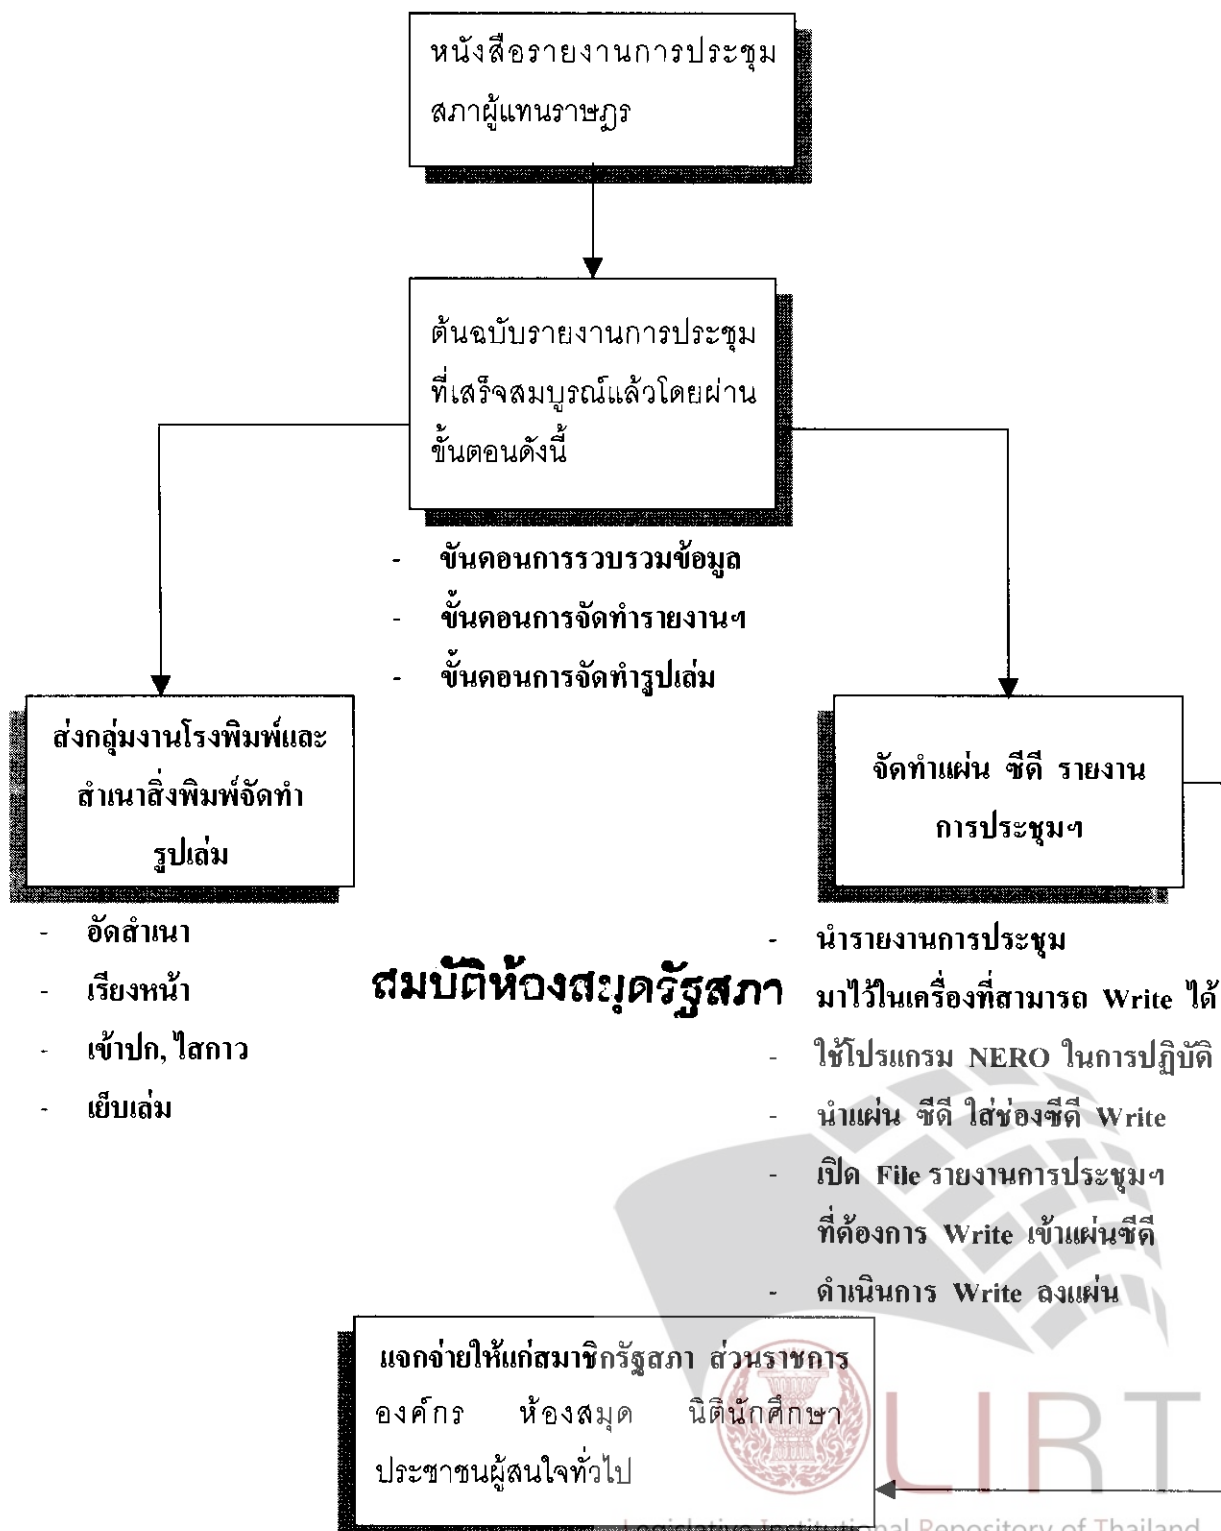 หนังสือรายงานการประชุม
สภาผู้แทนราษฎร
ต้นฉบับรายงานการประชุม
ที่เสร็จสมบูรณ์แล้วโดยผ่าน
ขั้นตอนดังนี้
- ขั้นตอนการรวบรวมข้อมูล
- ขั้นตอนการจัดทำรายงานฯ
- ขั้นตอนการจัดทำรูปเล่ม
ส่งกลุ่มงานโรงพิมพ์และ
สำเนาสิ่งพิมพ์จัดทำ
รูปเล่ม
- อัดสำเนา
- เรียงหน้า
- เข้าปก, ไสกาว
- เย็บเล่ม
จัดทำแผ่น ซีดี รายงาน
การประชุมฯ
- นำรายงานการประชุม
มาไว้ในเครื่องที่สามารถ Write ได้
- ใช้โปรแกรม NERO ในการปฏิบัติ
- นำแผ่น ซีดี ใส่ช่องซีดี Write
- เปิด File รายงานการประชุมฯ
ที่ต้องการ Write เข้าแผ่นซีดี
- ดำเนินการ Write ลงแผ่น
สมบัติห้องสมุดรัฐสภา
แจกจ่ายให้แก่สมาชิกรัฐสภา ส่วนราชการ
องค์กร ห้องสมุด นิตินักศึกษา
ประชาชนผู้สนใจทั่วไป
LIRT
Legislative Institutional Repository of Thailand